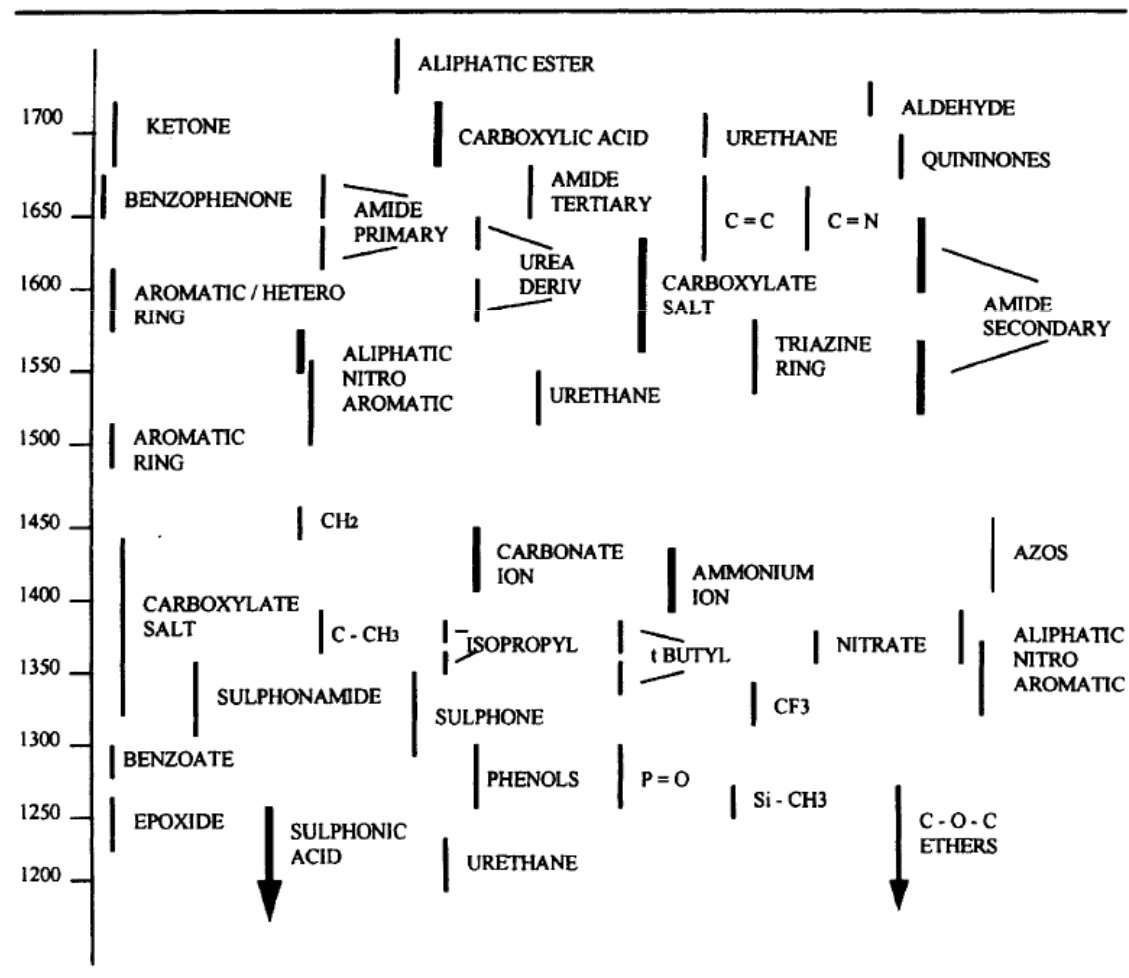 ALIPHATIC ESTER
1700
KETONE
CARBOXYLIC ACID
URETHANE
ALDEHYDE
QUININONES
1650
BENZOPHENONE
AMIDE
PRIMARY
AMIDE
TERTIARY
C = C
C = N
UREA
DERIV
1600
AROMATIC / HETERO
RING
CARBOXYLATE
SALT
AMIDE
SECONDARY
1550
ALIPHATIC
NITRO
AROMATIC
URETHANE
TRIAZINE
RING
1500
AROMATIC
RING
1450
CH2
CARBONATE
ION
AMMONIUM
ION
AZOS
1400
CARBOXYLATE
SALT
C - CH3
ISOPROPYL
t BUTYL
NITRATE
ALIPHATIC
NITRO
AROMATIC
1350
SULPHONAMIDE
SULPHONE
CF3
1300
BENZOATE
PHENOLS
P = O
Si - CH3
1250
EPOXIDE
SULPHONIC
ACID
URETHANE
C - O - C
ETHERS
1200